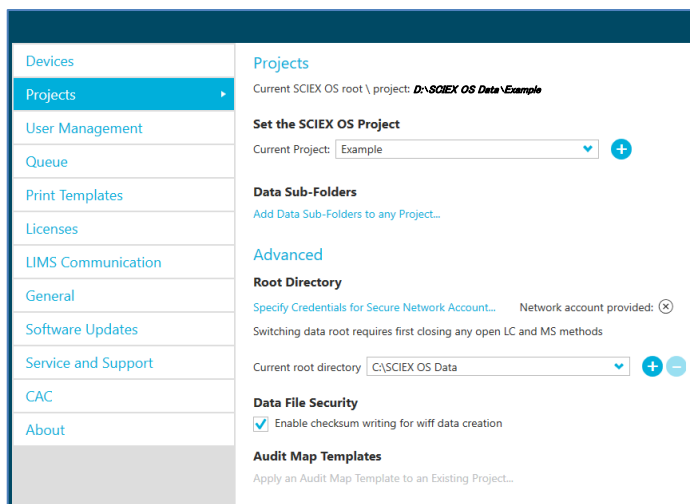 Devices
Projects
User Management
Queue
Print Templates
Licenses
LIMS Communication
General
Software Updates
Service and Support
CAC
About
Projects
Current SCIEX OS root \ project: D:\SCIEX OS Data\Example
Set the SCIEX OS Project
Current Project: Example
Data Sub-Folders
Add Data Sub-Folders to any Project...
Advanced
Root Directory
Specify Credentials for Secure Network Account... Network account provided:
Switching data root requires first closing any open LC and MS methods
Current root directory C:\SCIEX OS Data
Data File Security
Enable checksum writing for wiff data creation
Audit Map Templates
Apply an Audit Map Template to an Existing Project...